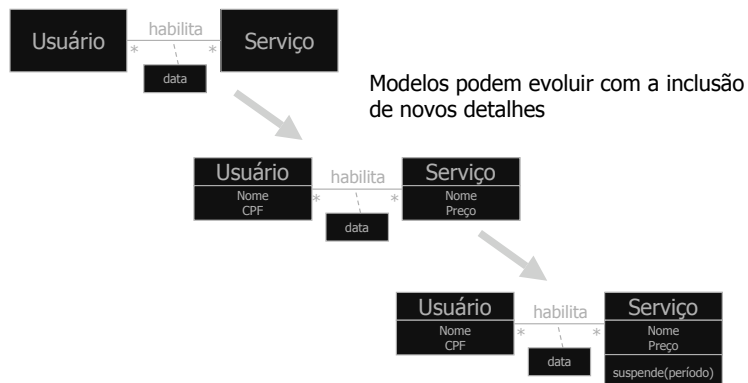 Usuário
habilita
Serviço
*
*
data
Modelos podem evoluir com a inclusão
de novos detalhes
Usuário
Nome
CPF
habilita
*
*
data
Serviço
Nome
Preço
Usuário
Nome
CPF
habilita
*
*
data
Serviço
Nome
Preço
suspende(período)